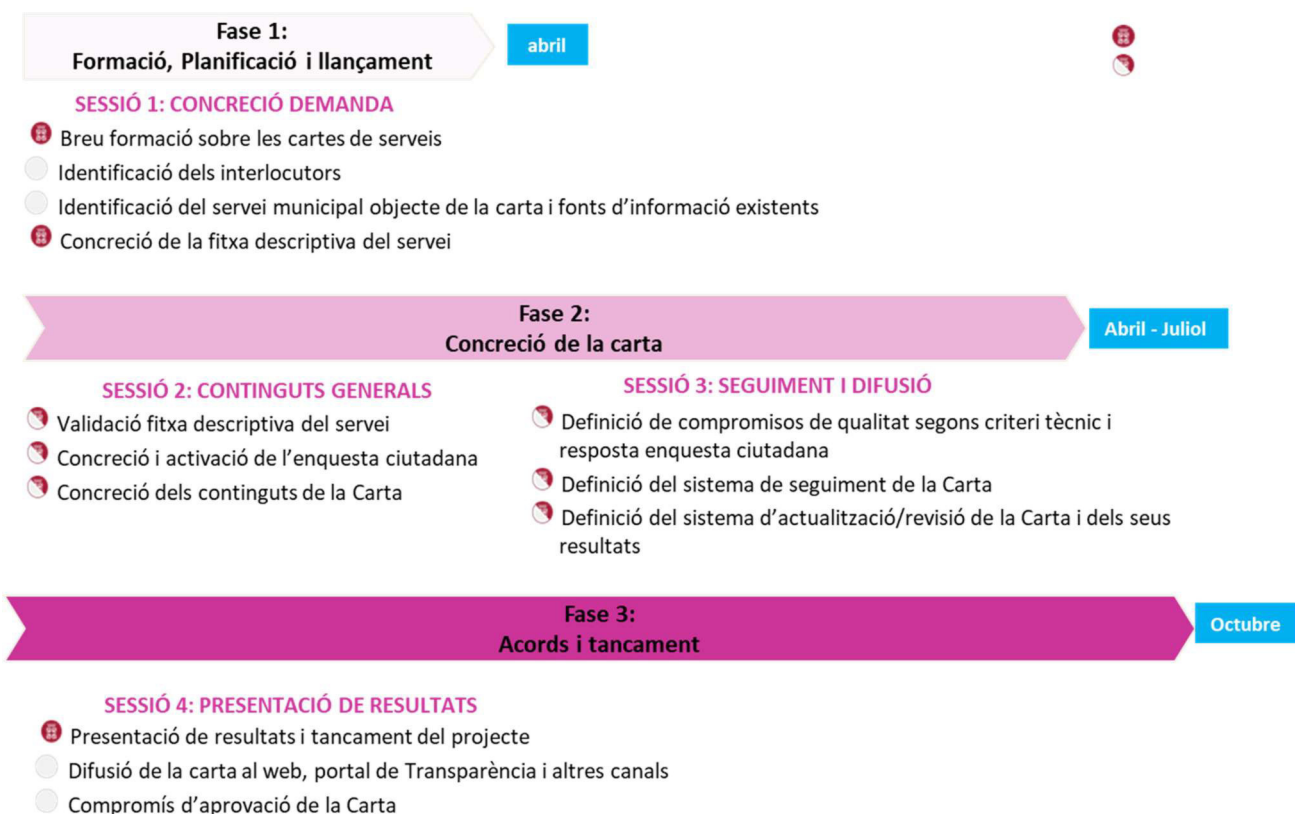 Fase 1:
Formació, Planificació i llançament
abril
SESSIÓ 1: CONCRECIÓ DEMANDA
Breu formació sobre les cartes de serveis
Identificació dels interlocutors
Identificació del servei municipal objecte de la carta i fonts d'informació existents
Concreció de la fitxa descriptiva del servei
Fase 2:
Concreció de la carta
Abril - Juliol
SESSIÓ 2: CONTINGUTS GENERALS
Validació fitxa descriptiva del servei
Concreció i activació de l'enquesta ciutadana
Concreció dels continguts de la Carta
SESSIÓ 3: SEGUIMENT I DIFUSIÓ
Definició de compromisos de qualitat segons criteri tècnic i
resposta enquesta ciutadana
Definició del sistema de seguiment de la Carta
Definició del sistema d'actualització/revisió de la Carta i dels seus
resultats
Fase 3:
Acords i tancament
Octubre
SESSIÓ 4: PRESENTACIÓ DE RESULTATS
Presentació de resultats i tancament del projecte
Difusió de la carta al web, portal de Transparència i altres canals
Compromís d'aprovació de la Carta